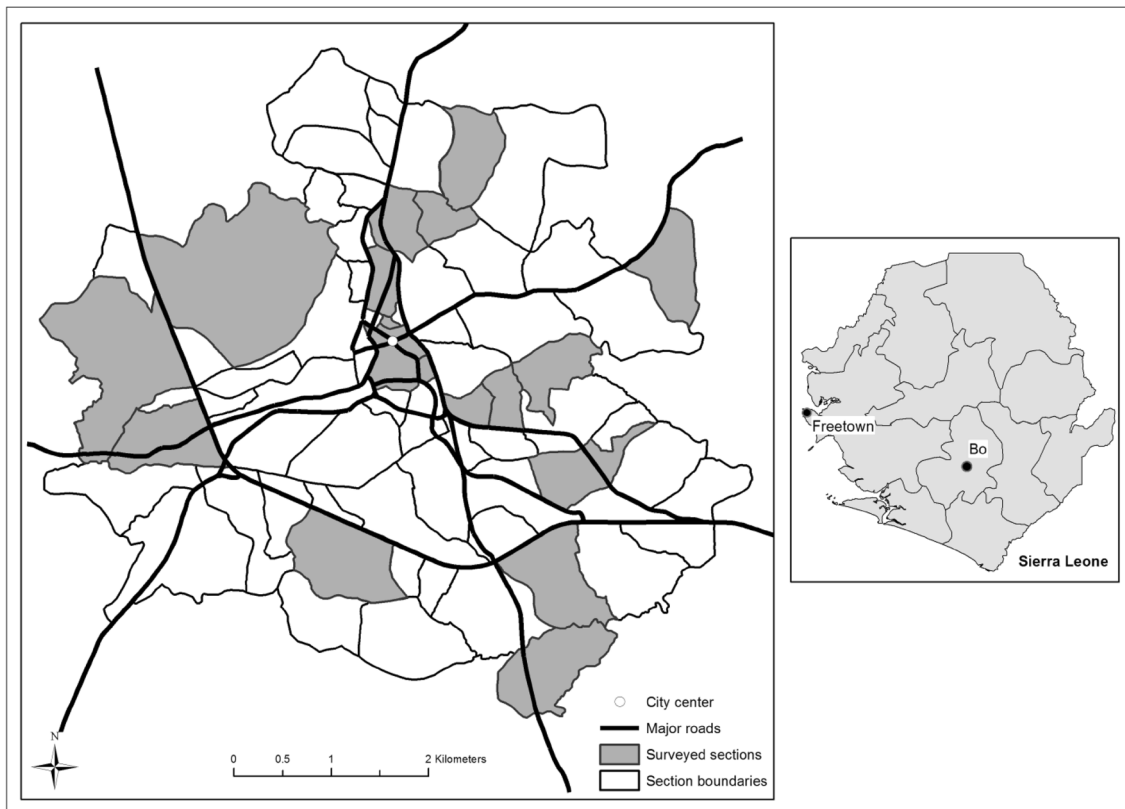 City center
Major roads
Surveyed sections
Section boundaries
N
0 0.5 1 2 Kilometers
Freetown
Bo
Sierra Leone